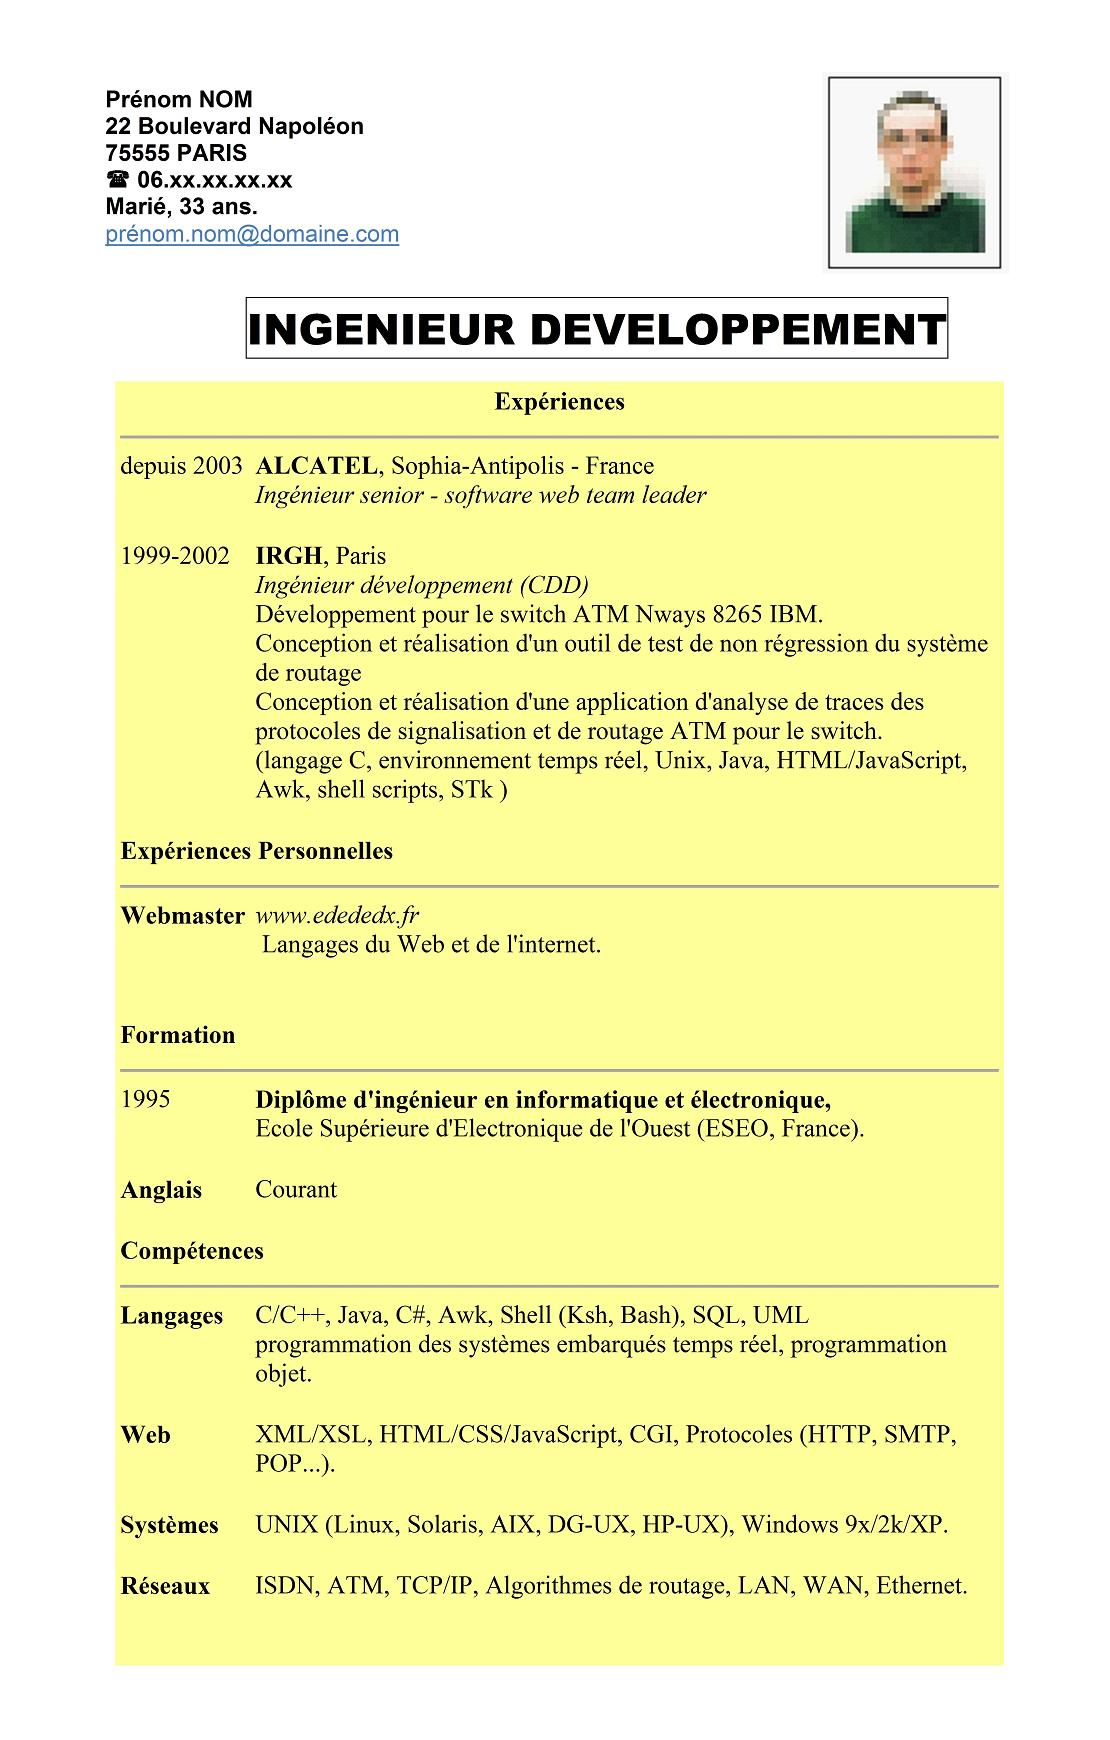 Prénom NOM
22 Boulevard Napoléon
75555 PARIS
☎ 06.xx.xx.xx.xx
Marié, 33 ans.
prénom.nom@domaine.com
INGENIEUR DEVELOPPEMENT
Expériences
depuis 2003 ALCATEL, Sophia-Antipolis - France
Ingénieur senior - software web team leader
1999-2002 IRGH, Paris
Ingénieur développement (CDD)
Développement pour le switch ATM Nways 8265 IBM.
Conception et réalisation d'un outil de test de non régression du système
de routage
Conception et réalisation d'une application d'analyse de traces des
protocoles de signalisation et de routage ATM pour le switch.
(langage C, environnement temps réel, Unix, Java, HTML/JavaScript,
Awk, shell scripts, STk )
Expériences Personnelles
Webmaster www.edededx.fr
Langages du Web et de l'internet.
Formation
1995 Diplôme d'ingénieur en informatique et électronique,
Ecole Supérieure d'Electronique de l'Ouest (ESEO, France).
Anglais Courant
Compétences
Langages C/C++, Java, C#, Awk, Shell (Ksh, Bash), SQL, UML
programmation des systèmes embarqués temps réel, programmation
objet.
Web XML/XSL, HTML/CSS/JavaScript, CGI, Protocoles (HTTP, SMTP,
POP...).
Systèmes UNIX (Linux, Solaris, AIX, DG-UX, HP-UX), Windows 9x/2k/XP.
Réseaux ISDN, ATM, TCP/IP, Algorithmes de routage, LAN, WAN, Ethernet.